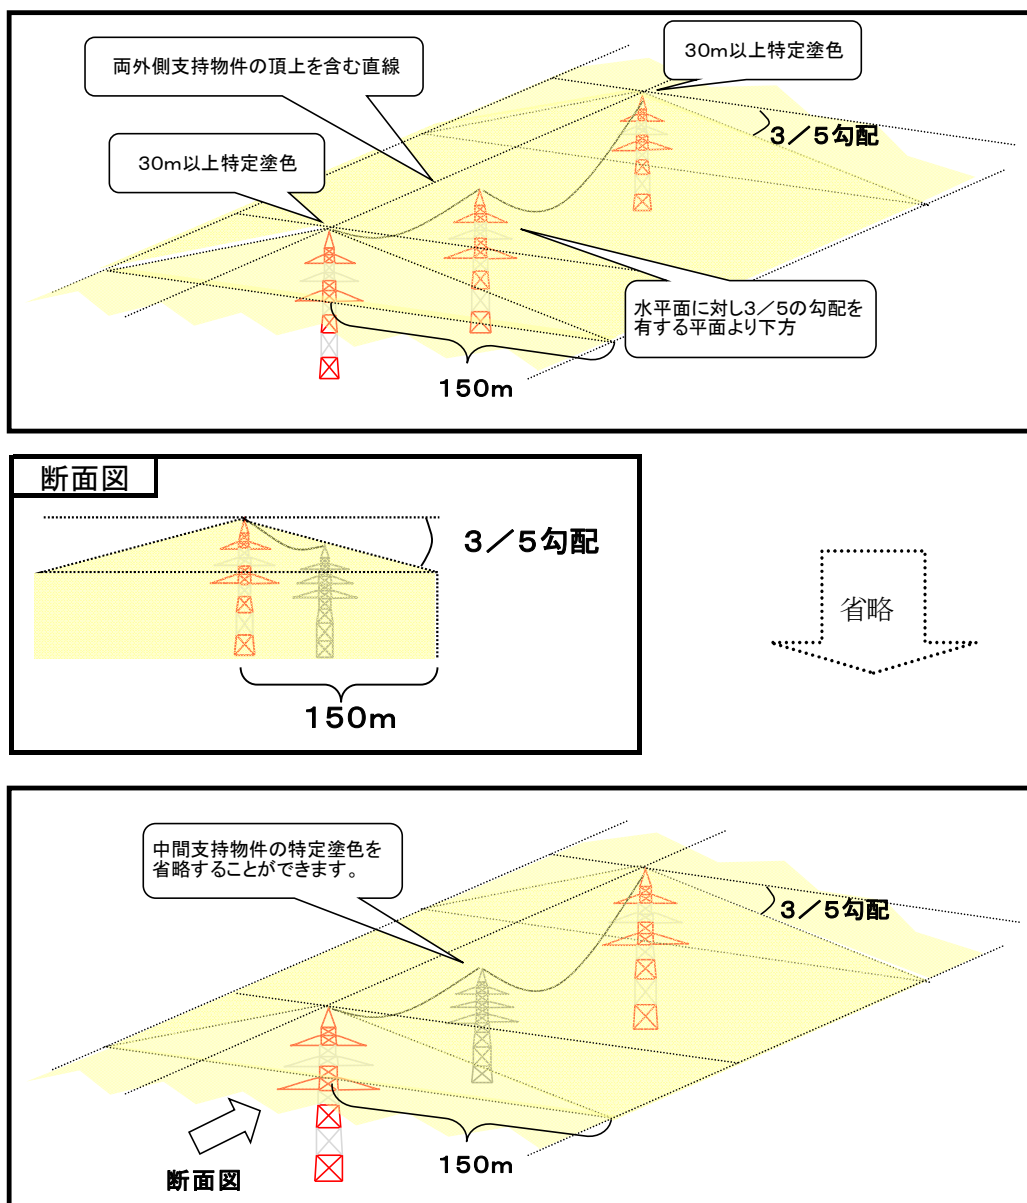 両外側支持物件の頂上を含む直線
30m以上特定塗色
3/5勾配
30m以上特定塗色
水平面に対し3/5の勾配を
有する平面より下方
150m
断面図
3/5勾配
150m
省略
中間支持物件の特定塗色を
省略することができます。
3/5勾配
150m
断面図